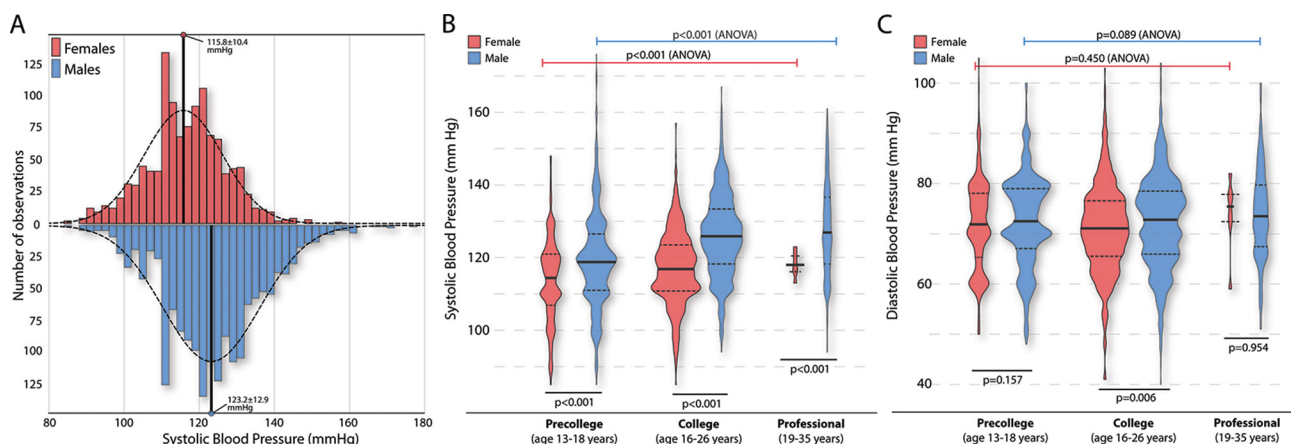 A
Females
Males
115.8±10.4
mmHg
125
100
75
50
25
0
25
50
75
100
125
Number of observations
123.2±12.9
mmHg
80
100
120
140
160
180
Systolic Blood Pressure (mmHg)
B
Female
Male
p<0.001 (ANOVA)
p<0.001 (ANOVA)
160
140
120
100
Systolic Blood Pressure (mm Hg)
p<0.001
p<0.001
p<0.001
Precollege
(age 13-18 years)
College
(age 16-26 years)
Professional
(19-35 years)
C
Female
Male
p=0.089 (ANOVA)
p=0.450 (ANOVA)
100
80
60
40
Diastolic Blood Pressure (mm Hg)
p=0.157
p=0.006
p=0.954
Precollege
(age 13-18 years)
College
(age 16-26 years)
Professional
(19-35 years)